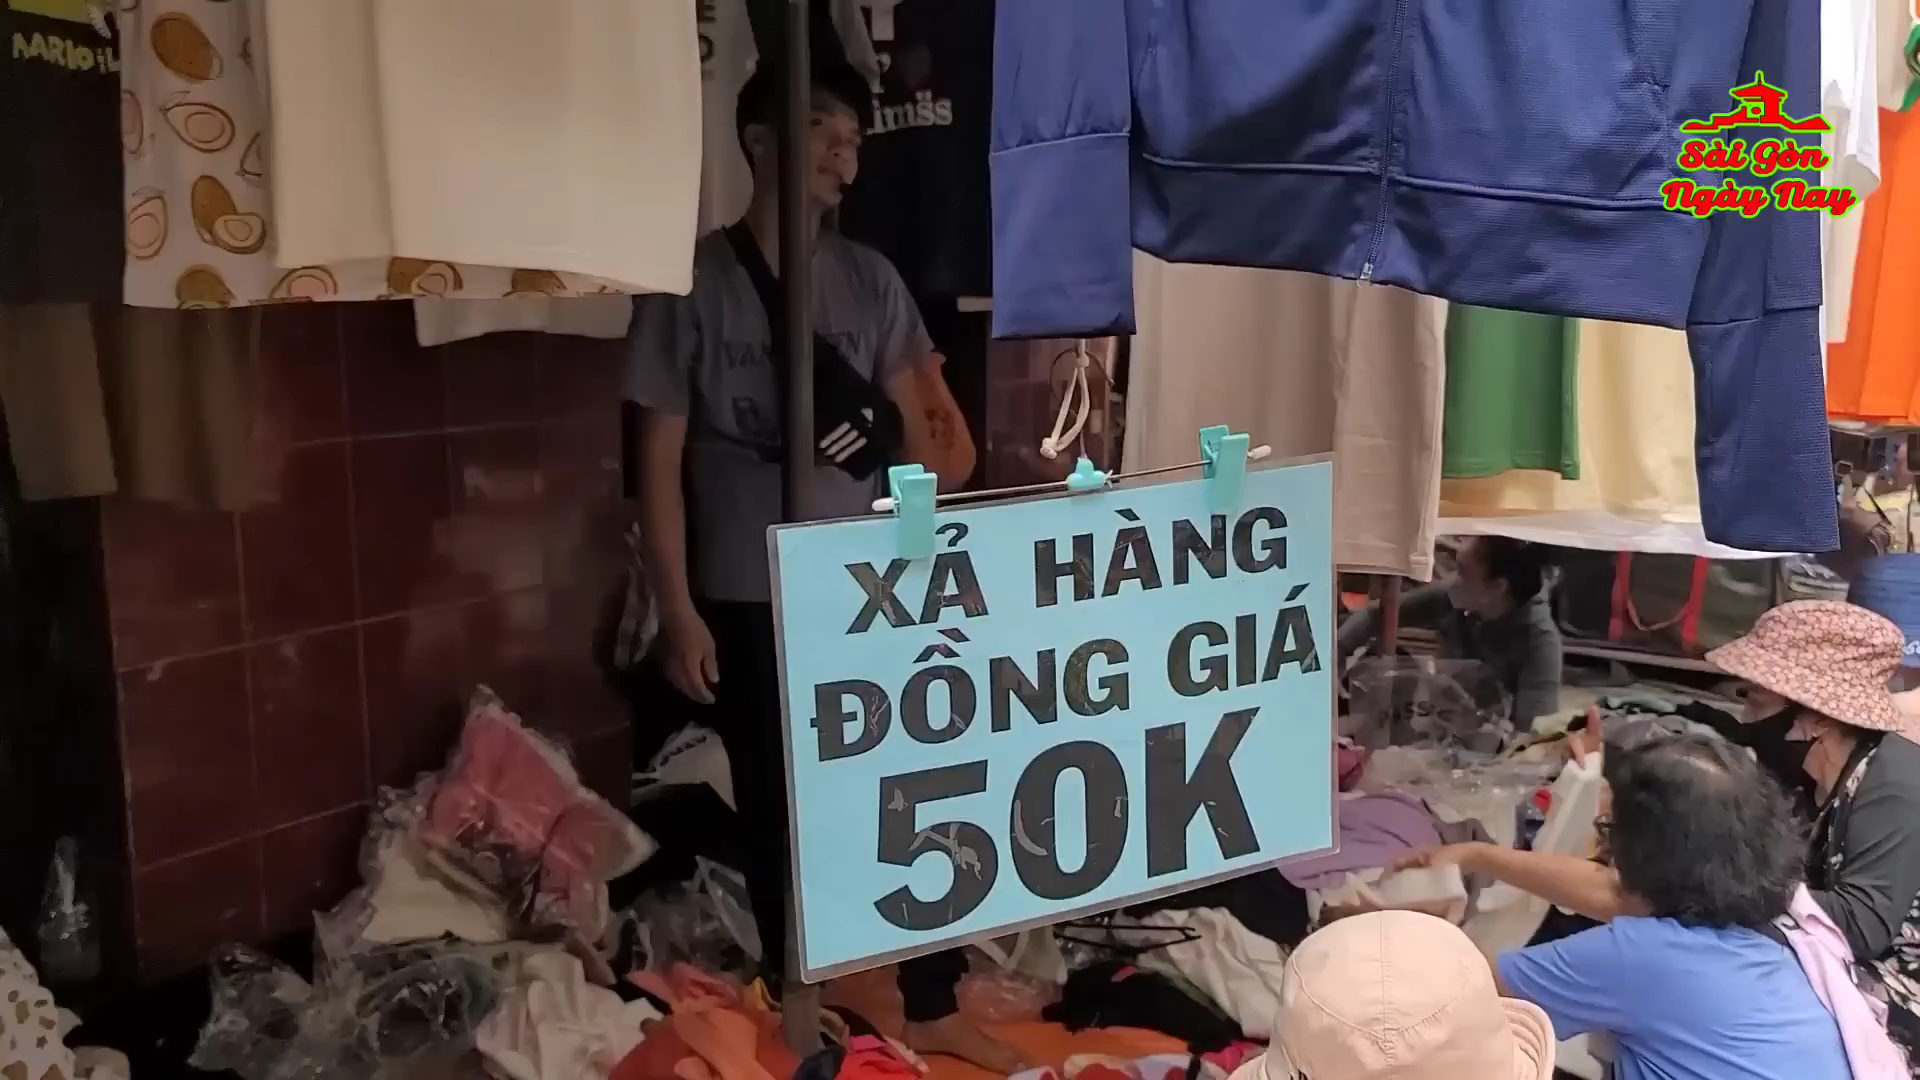 Sài Gòn
Ngày Nay
XẢ HÀNG
ĐỒNG GIÁ
50K